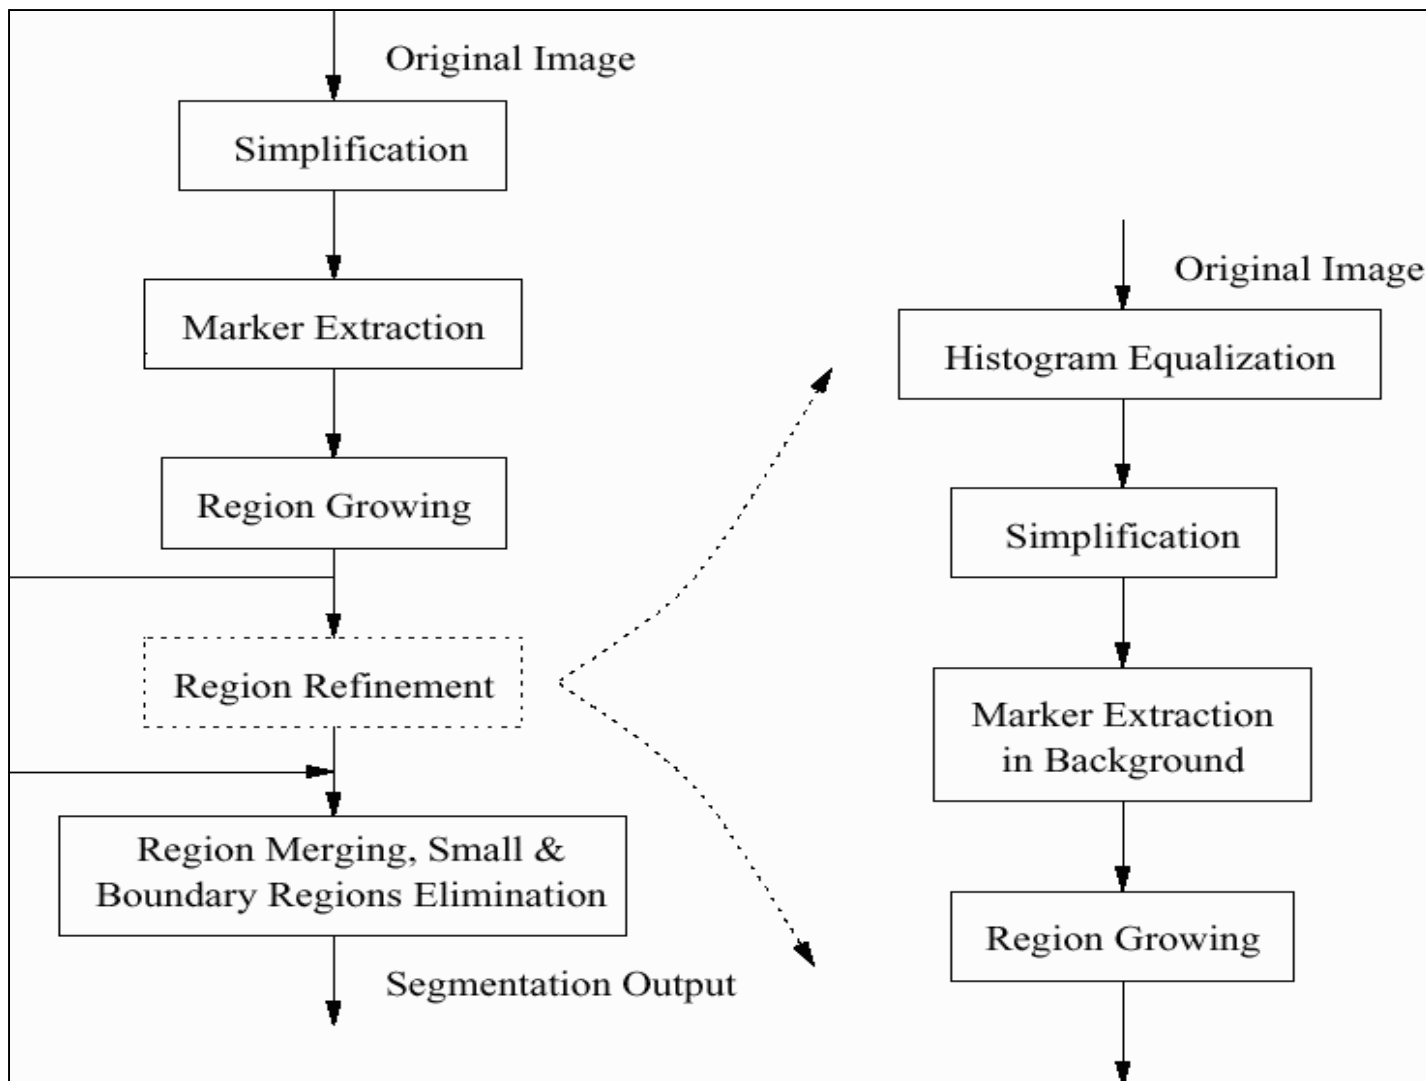 Original Image
Simplification
Marker Extraction
Region Growing
Region Refinement
Region Merging, Small &
Boundary Regions Elimination
Segmentation Output
Original Image
Histogram Equalization
Simplification
Marker Extraction
in Background
Region Growing